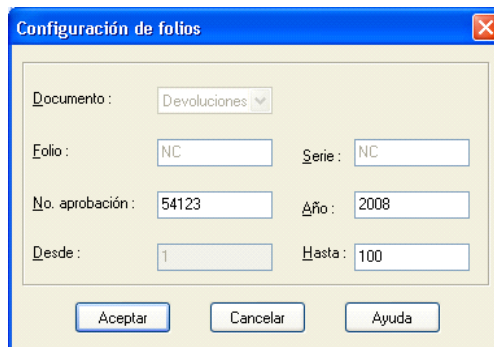 Configuración de folios
Documento : Devoluciones
Folio : NC Serie : NC
No. aprobación : 54123 Año : 2008
Desde : 1 Hasta : 100
Aceptar Cancelar Ayuda